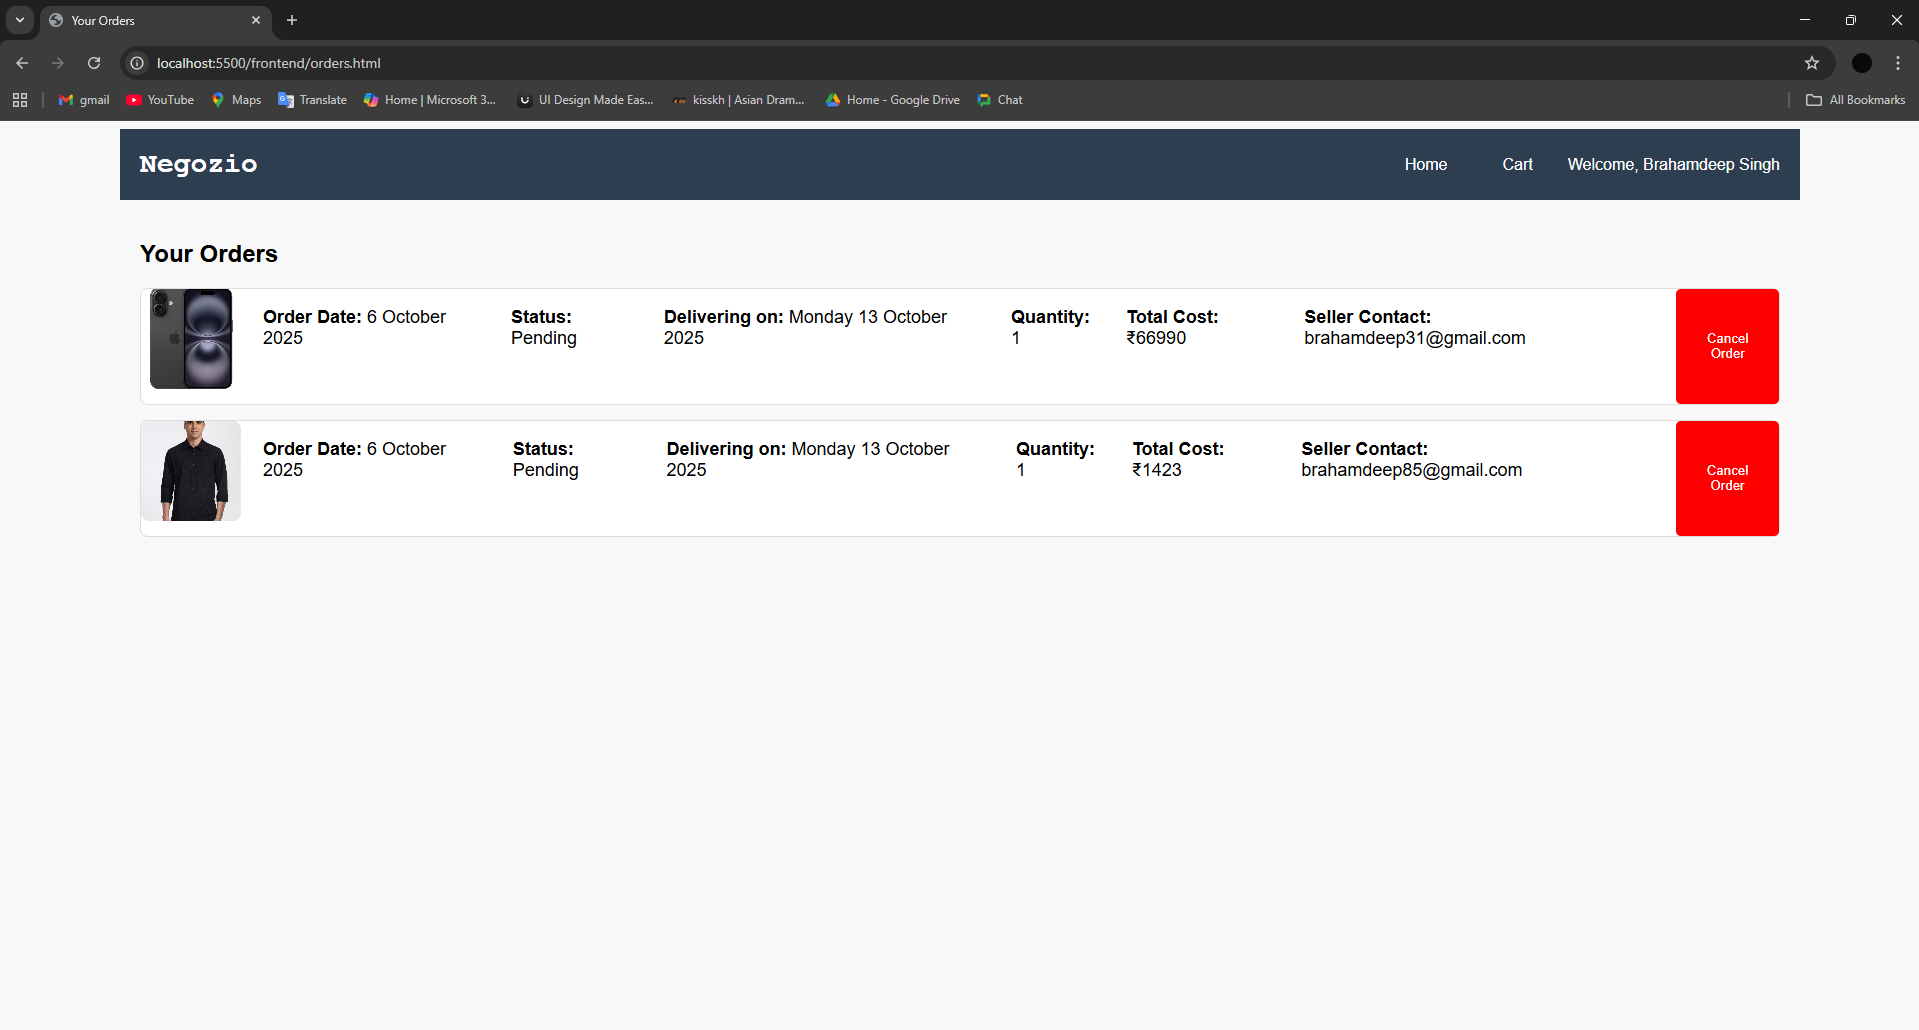 Your Orders
localhost:5500/frontend/orders.html
gmail YouTube Maps Translate Home | Microsoft 3... UI Design Made Eas... kisskh | Asian Dram... Home - Google Drive Chat All Bookmarks
Negozio Home Cart Welcome, Brahamdeep Singh
Your Orders
Order Date: 6 October 2025
Status: Pending
Delivering on: Monday 13 October 2025
Quantity: 1
Total Cost: ₹66990
Seller Contact: brahamdeep31@gmail.com
Cancel Order
Order Date: 6 October 2025
Status: Pending
Delivering on: Monday 13 October 2025
Quantity: 1
Total Cost: ₹1423
Seller Contact: brahamdeep85@gmail.com
Cancel Order